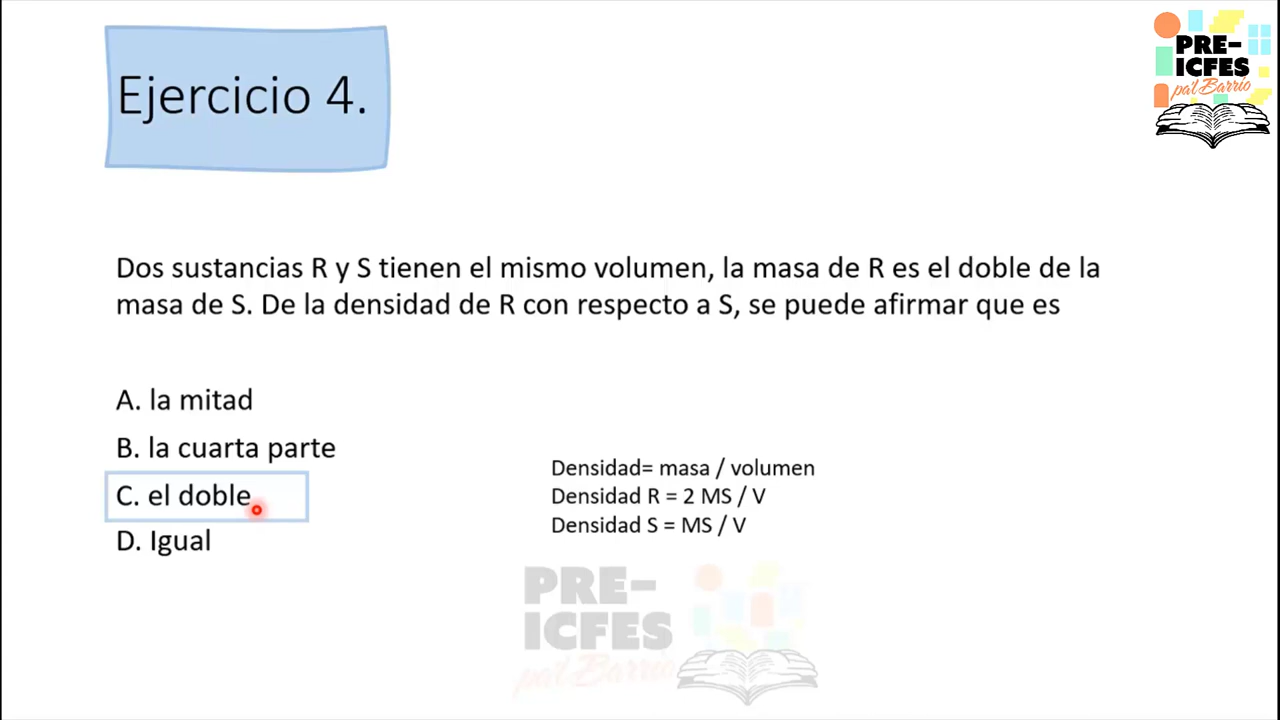 Ejercicio 4.
PRE-
ICFES
pa'l Barrio
Dos sustancias R y S tienen el mismo volumen, la masa de R es el doble de la
masa de S. De la densidad de R con respecto a S, se puede afirmar que es
A. la mitad
B. la cuarta parte
C. el doble
D. Igual
Densidad= masa / volumen
Densidad R = 2 MS / V
Densidad S = MS / V
PRE-
ICFES
pa'l Barrio